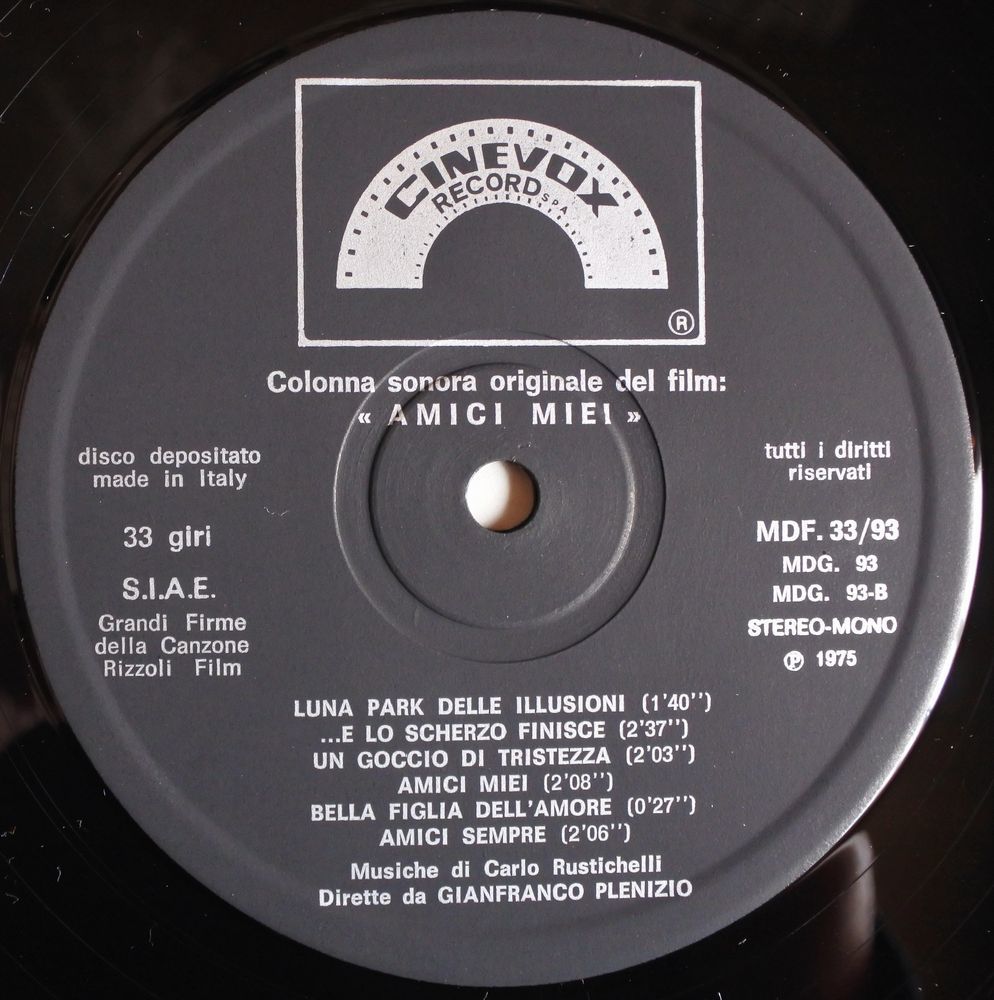 CINEVOX
RECORD SPA
®
Colonna sonora originale del film:
« AMICI MIEI »
disco depositato
made in Italy
33 giri
S.I.A.E.
Grandi Firme
della Canzone
Rizzoli Film
tutti i diritti
riservati
MDF. 33/93
MDG. 93
MDG. 93-B
STEREO-MONO
℗ 1975
LUNA PARK DELLE ILLUSIONI (1'40'')
...E LO SCHERZO FINISCE (2'37'')
UN GOCCIO DI TRISTEZZA (2'03'')
AMICI MIEI (2'08'')
BELLA FIGLIA DELL'AMORE (0'27'')
AMICI SEMPRE (2'06'')
Musiche di Carlo Rustichelli
Dirette da GIANFRANCO PLENIZIO